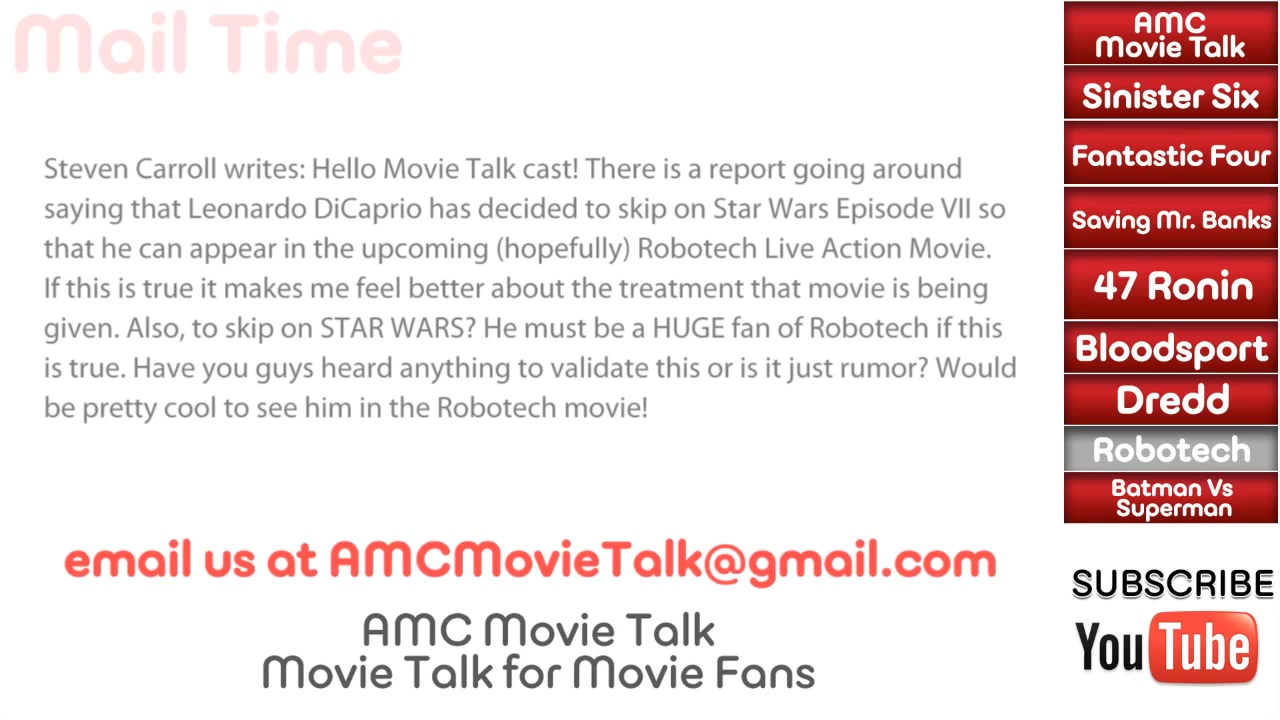 Mail Time
Steven Carroll writes: Hello Movie Talk cast! There is a report going around
saying that Leonardo DiCaprio has decided to skip on Star Wars Episode VII so
that he can appear in the upcoming (hopefully) Robotech Live Action Movie.
If this is true it makes me feel better about the treatment that movie is being
given. Also, to skip on STAR WARS? He must be a HUGE fan of Robotech if this
is true. Have you guys heard anything to validate this or is it just rumor? Would
be pretty cool to see him in the Robotech movie!
email us at AMCMovieTalk@gmail.com
AMC Movie Talk
Movie Talk for Movie Fans
AMC
Movie Talk
Sinister Six
Fantastic Four
Saving Mr. Banks
47 Ronin
Bloodsport
Dredd
Robotech
Batman Vs
Superman
SUBSCRIBE
YouTube